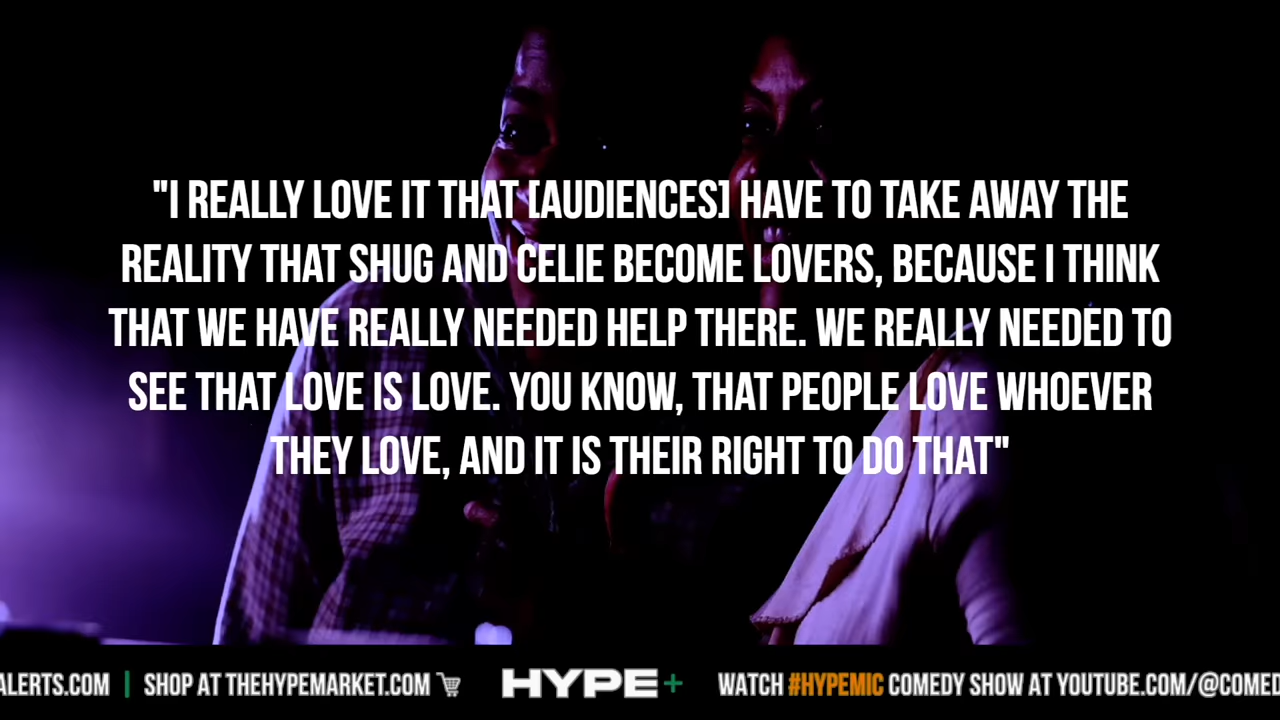 "I REALLY LOVE IT THAT [AUDIENCES] HAVE TO TAKE AWAY THE
REALITY THAT SHUG AND CELIE BECOME LOVERS, BECAUSE I THINK
THAT WE HAVE REALLY NEEDED HELP THERE. WE REALLY NEEDED TO
SEE THAT LOVE IS LOVE. YOU KNOW, THAT PEOPLE LOVE WHOEVER
THEY LOVE, AND IT IS THEIR RIGHT TO DO THAT"
ALERTS.COM | SHOP AT THEHYPEMARKET.COM HYPE+ WATCH #HYPEMIC COMEDY SHOW AT YOUTUBE.COM/@COMED